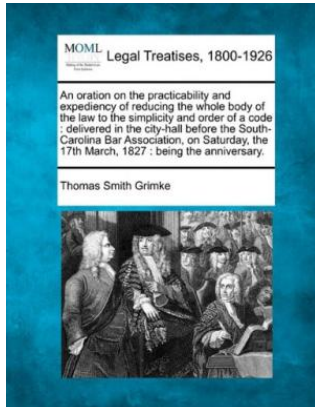 MOML
Legal Treatises, 1800-1926
An oration on the practicability and
expediency of reducing the whole body of
the law to the simplicity and order of a code
: delivered in the city-hall before the South-
Carolina Bar Association, on Saturday, the
17th March, 1827 : being the anniversary.
Thomas Smith Grimke